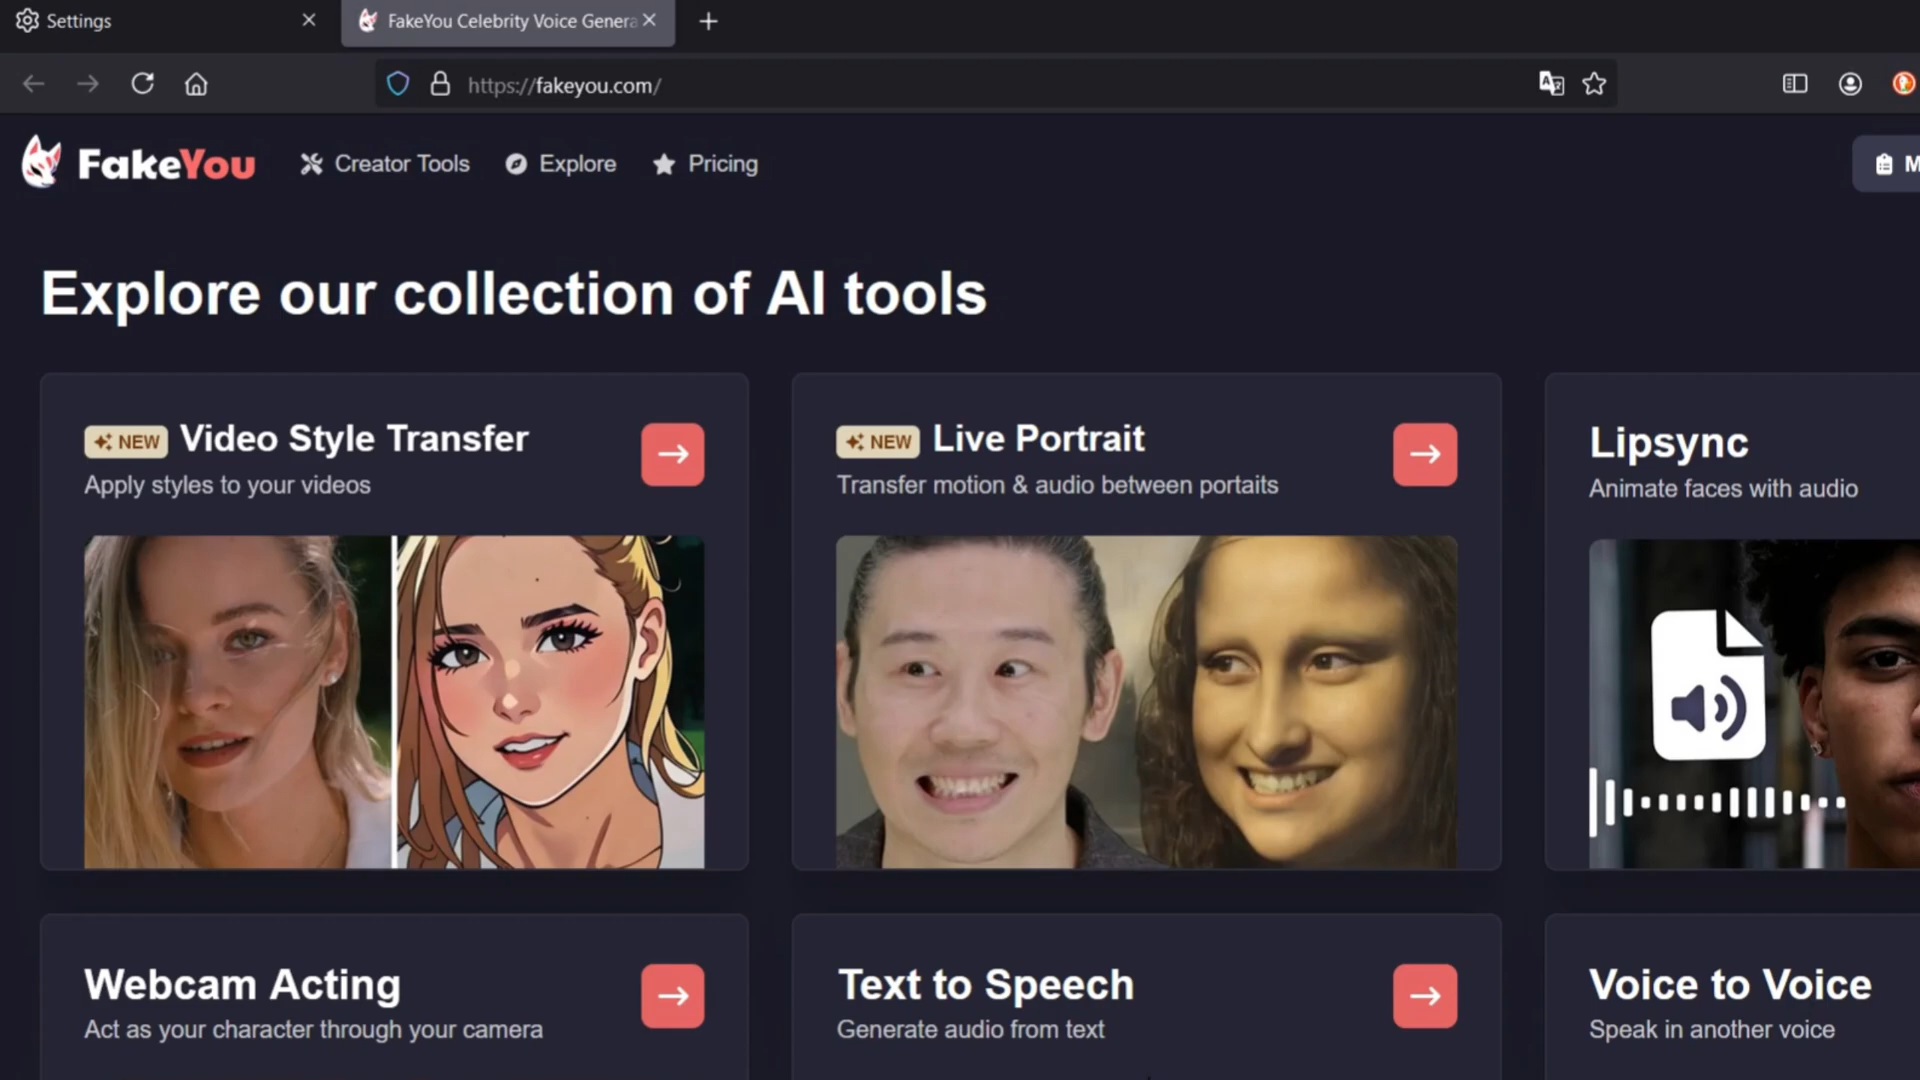 Settings
FakeYou Celebrity Voice Genera
https://fakeyou.com/
FakeYou
Creator Tools
Explore
Pricing
M
Explore our collection of AI tools
NEW Video Style Transfer
Apply styles to your videos
NEW Live Portrait
Transfer motion & audio between portaits
Lipsync
Animate faces with audio
Webcam Acting
Act as your character through your camera
Text to Speech
Generate audio from text
Voice to Voice
Speak in another voice